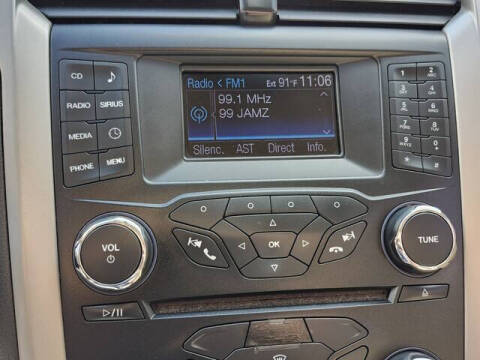 Radio < FM1 Ext 91°F 11:06
99.1 MHz
99 JAMZ
Silenc. AST Direct Info.
CD
RADIO SIRIUS
MEDIA
PHONE MENU
1 2
3 4
5 6
7 8
9 0
* #
VOL
OK
TUNE